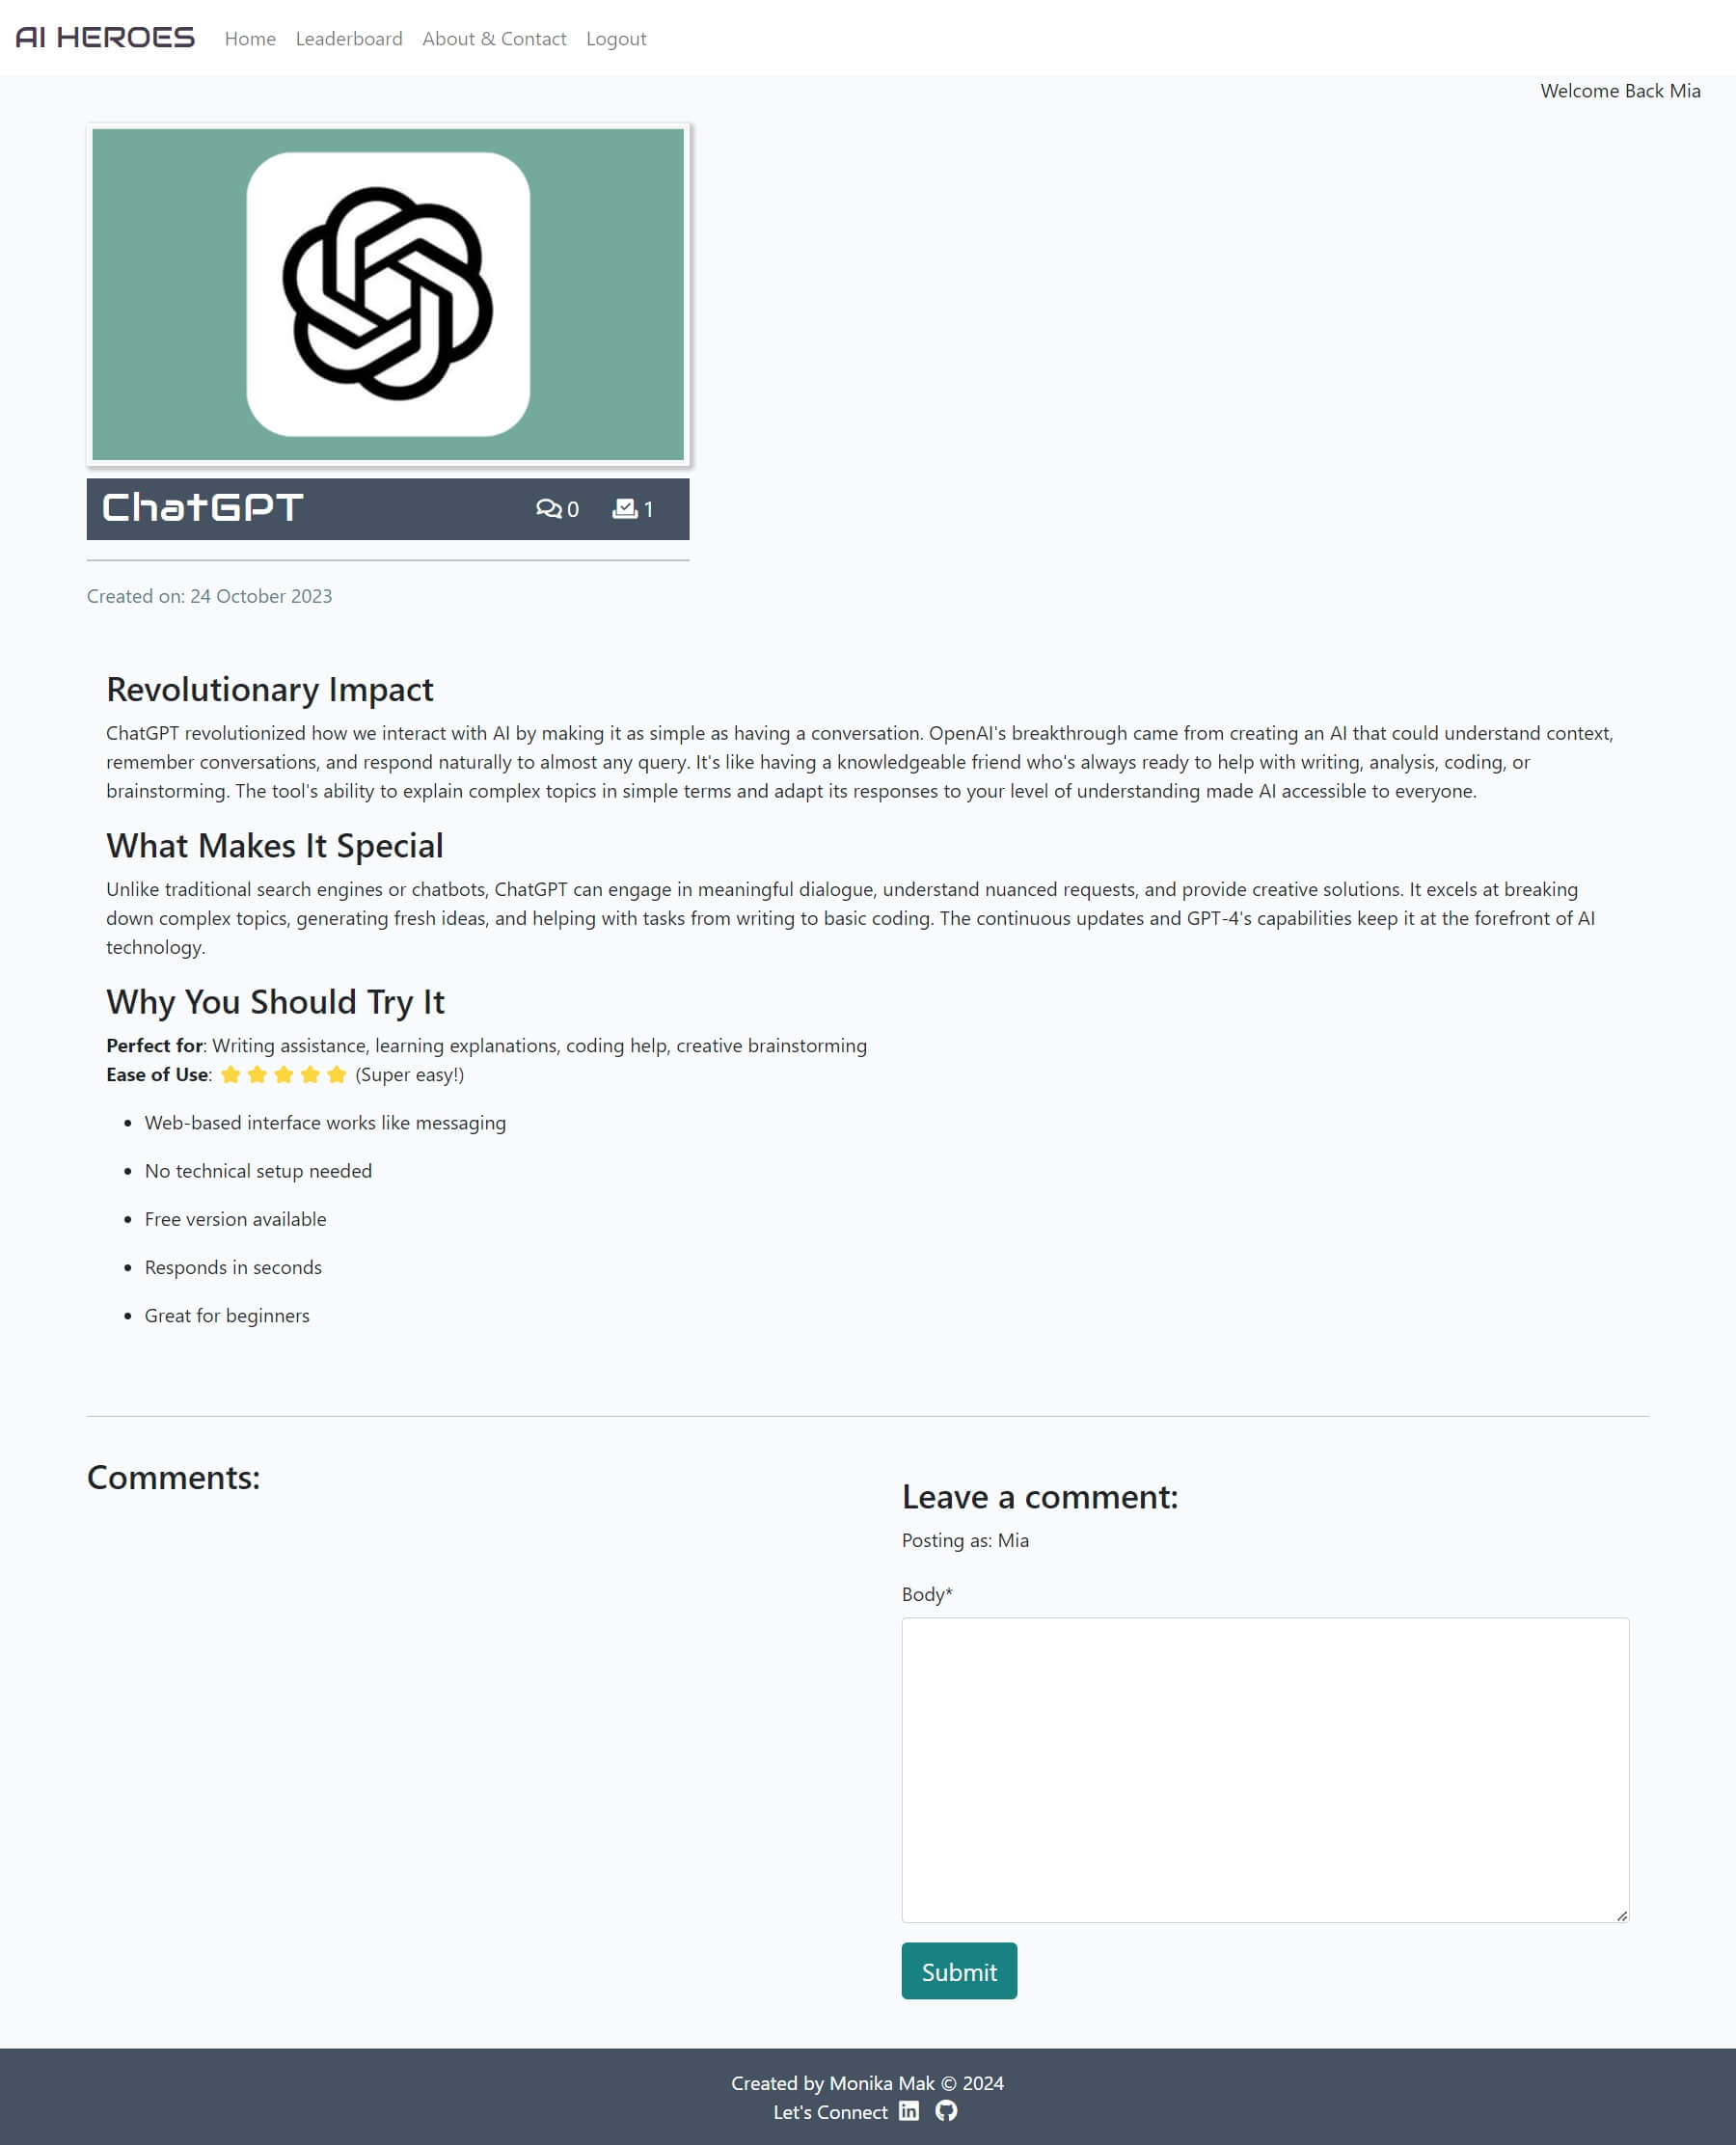 AI HEROES Home Leaderboard About & Contact Logout
Welcome Back Mia
ChatGPT 0 1
Created on: 24 October 2023
Revolutionary Impact
ChatGPT revolutionized how we interact with AI by making it as simple as having a conversation. OpenAI's breakthrough came from creating an AI that could understand context,
remember conversations, and respond naturally to almost any query. It's like having a knowledgeable friend who's always ready to help with writing, analysis, coding, or
brainstorming. The tool's ability to explain complex topics in simple terms and adapt its responses to your level of understanding made AI accessible to everyone.
What Makes It Special
Unlike traditional search engines or chatbots, ChatGPT can engage in meaningful dialogue, understand nuanced requests, and provide creative solutions. It excels at breaking
down complex topics, generating fresh ideas, and helping with tasks from writing to basic coding. The continuous updates and GPT-4's capabilities keep it at the forefront of AI
technology.
Why You Should Try It
Perfect for: Writing assistance, learning explanations, coding help, creative brainstorming
Ease of Use: ⭐⭐⭐⭐⭐ (Super easy!)
• Web-based interface works like messaging
• No technical setup needed
• Free version available
• Responds in seconds
• Great for beginners
Comments:
Leave a comment:
Posting as: Mia
Body*
Submit
Created by Monika Mak © 2024
Let's Connect in